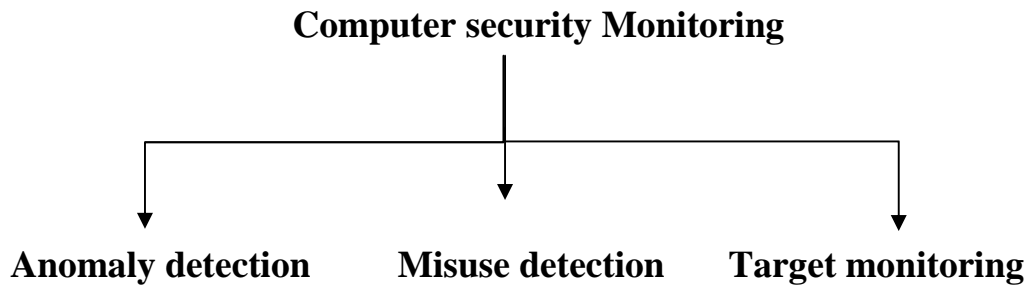 Computer security Monitoring
Anomaly detection Misuse detection Target monitoring